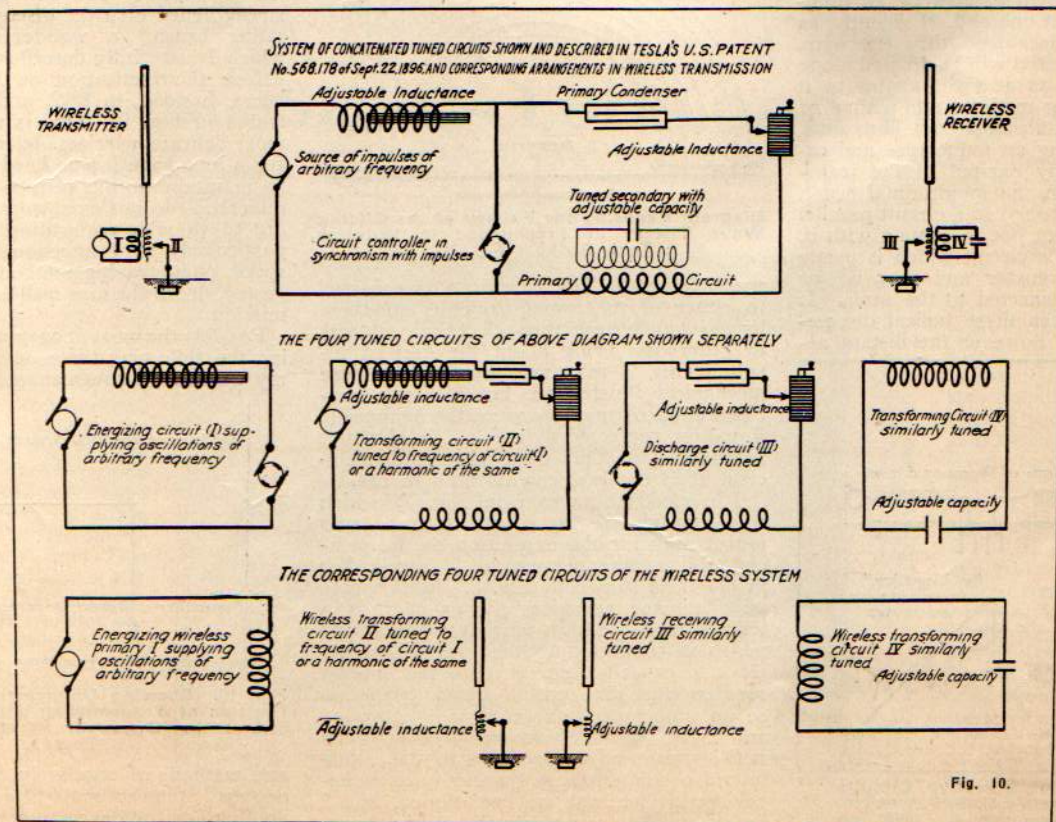 SYSTEM OF CONCATENATED TUNED CIRCUITS SHOWN AND DESCRIBED IN TESLA'S U.S. PATENT
No. 568.178 of Sept. 22, 1896, AND CORRESPONDING ARRANGEMENTS IN WIRELESS TRANSMISSION
WIRELESS
TRANSMITTER
I
II
Adjustable Inductance
Primary Condenser
Source of impulses of
arbitrary frequency
Adjustable Inductance
Tuned secondary with
adjustable capacity
Circuit controller in
synchronism with impulses
Primary Circuit
WIRELESS
RECEIVER
III
IV
THE FOUR TUNED CIRCUITS OF ABOVE DIAGRAM SHOWN SEPARATELY
Energizing circuit (I) sup-
plying oscillations of
arbitrary frequency
Adjustable inductance
Transforming circuit (II)
tuned to frequency of circuit (I)
or a harmonic of the same
Adjustable inductance
Discharge circuit (III)
similarly tuned
Transforming Circuit (IV)
similarly tuned
Adjustable capacity
THE CORRESPONDING FOUR TUNED CIRCUITS OF THE WIRELESS SYSTEM
Energizing wireless
primary I supplying
oscillations of
arbitrary frequency
Wireless transforming
circuit II tuned to
frequency of circuit I
or a harmonic of the same
Adjustable inductance
Wireless receiving
circuit III similarly
tuned
Adjustable inductance
Wireless transforming
circuit IV similarly
tuned
Adjustable capacity
Fig. 10.